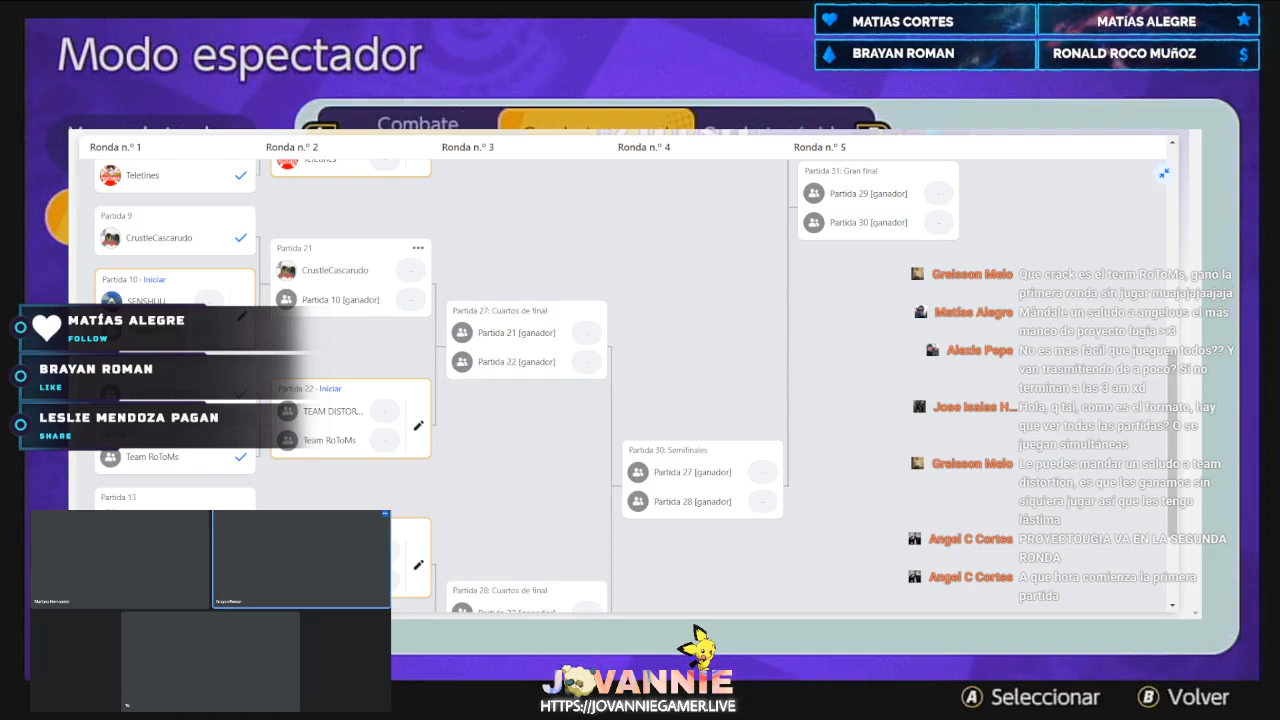 Modo espectador
MATIAS CORTES
MATíAS ALEGRE
BRAYAN ROMAN
RONALD ROCO MUñOZ
Combate
Ronda n.º 1
Ronda n.º 2
Ronda n.º 3
Ronda n.º 4
Ronda n.º 5
Teletines
Teletines
Partida 9
CrustleCascarudo
Partida 10 - Iniciar
SENSHUU
Partida 21
CrustleCascarudo
Partida 10 [ganador]
Partida 27: Cuartos de final
Partida 21 [ganador]
Partida 22 [ganador]
Partida 31: Gran final
Partida 29 [ganador]
Partida 30 [ganador]
MATÍAS ALEGRE
FOLLOW
BRAYAN ROMAN
LIKE
LESLIE MENDOZA PAGAN
SHARE
Partida 22 - Iniciar
TEAM DISTOR...
Team RoToMs
Team RoToMs
Partida 13
Partida 30: Semifinales
Partida 27 [ganador]
Partida 28 [ganador]
Partida 28: Cuartos de final
Greisson Melo Que crack es el team RoToMs, ganó la
primera ronda sin jugar muajajajaajaja
Matías Alegre Mándale un saludo a angelous el más
manco de proyecto lugia >:3
Alexis Pepe No es mas facil que jueguen todos?? Y
van trasmitiendo de a poco? Si no
terminan a las 3 am xd
Jose Isaias H... Hola, q tal, como es el formato, hay
que ver todas las partidas? O se
juegan simultáneas
Greisson Melo Le puedes mandar un saludo a team
distortion, es que les ganamos sin
siquiera jugar así que les tengo
lástima
Angel C Cortes PROYECTOUGIA VA EN LA SEGUNDA
RONDA
Angel C Cortes A que hora comienza la primera
partida
JOVANNIE
HTTPS://JOVANNIEGAMER.LIVE
A Seleccionar
B Volver